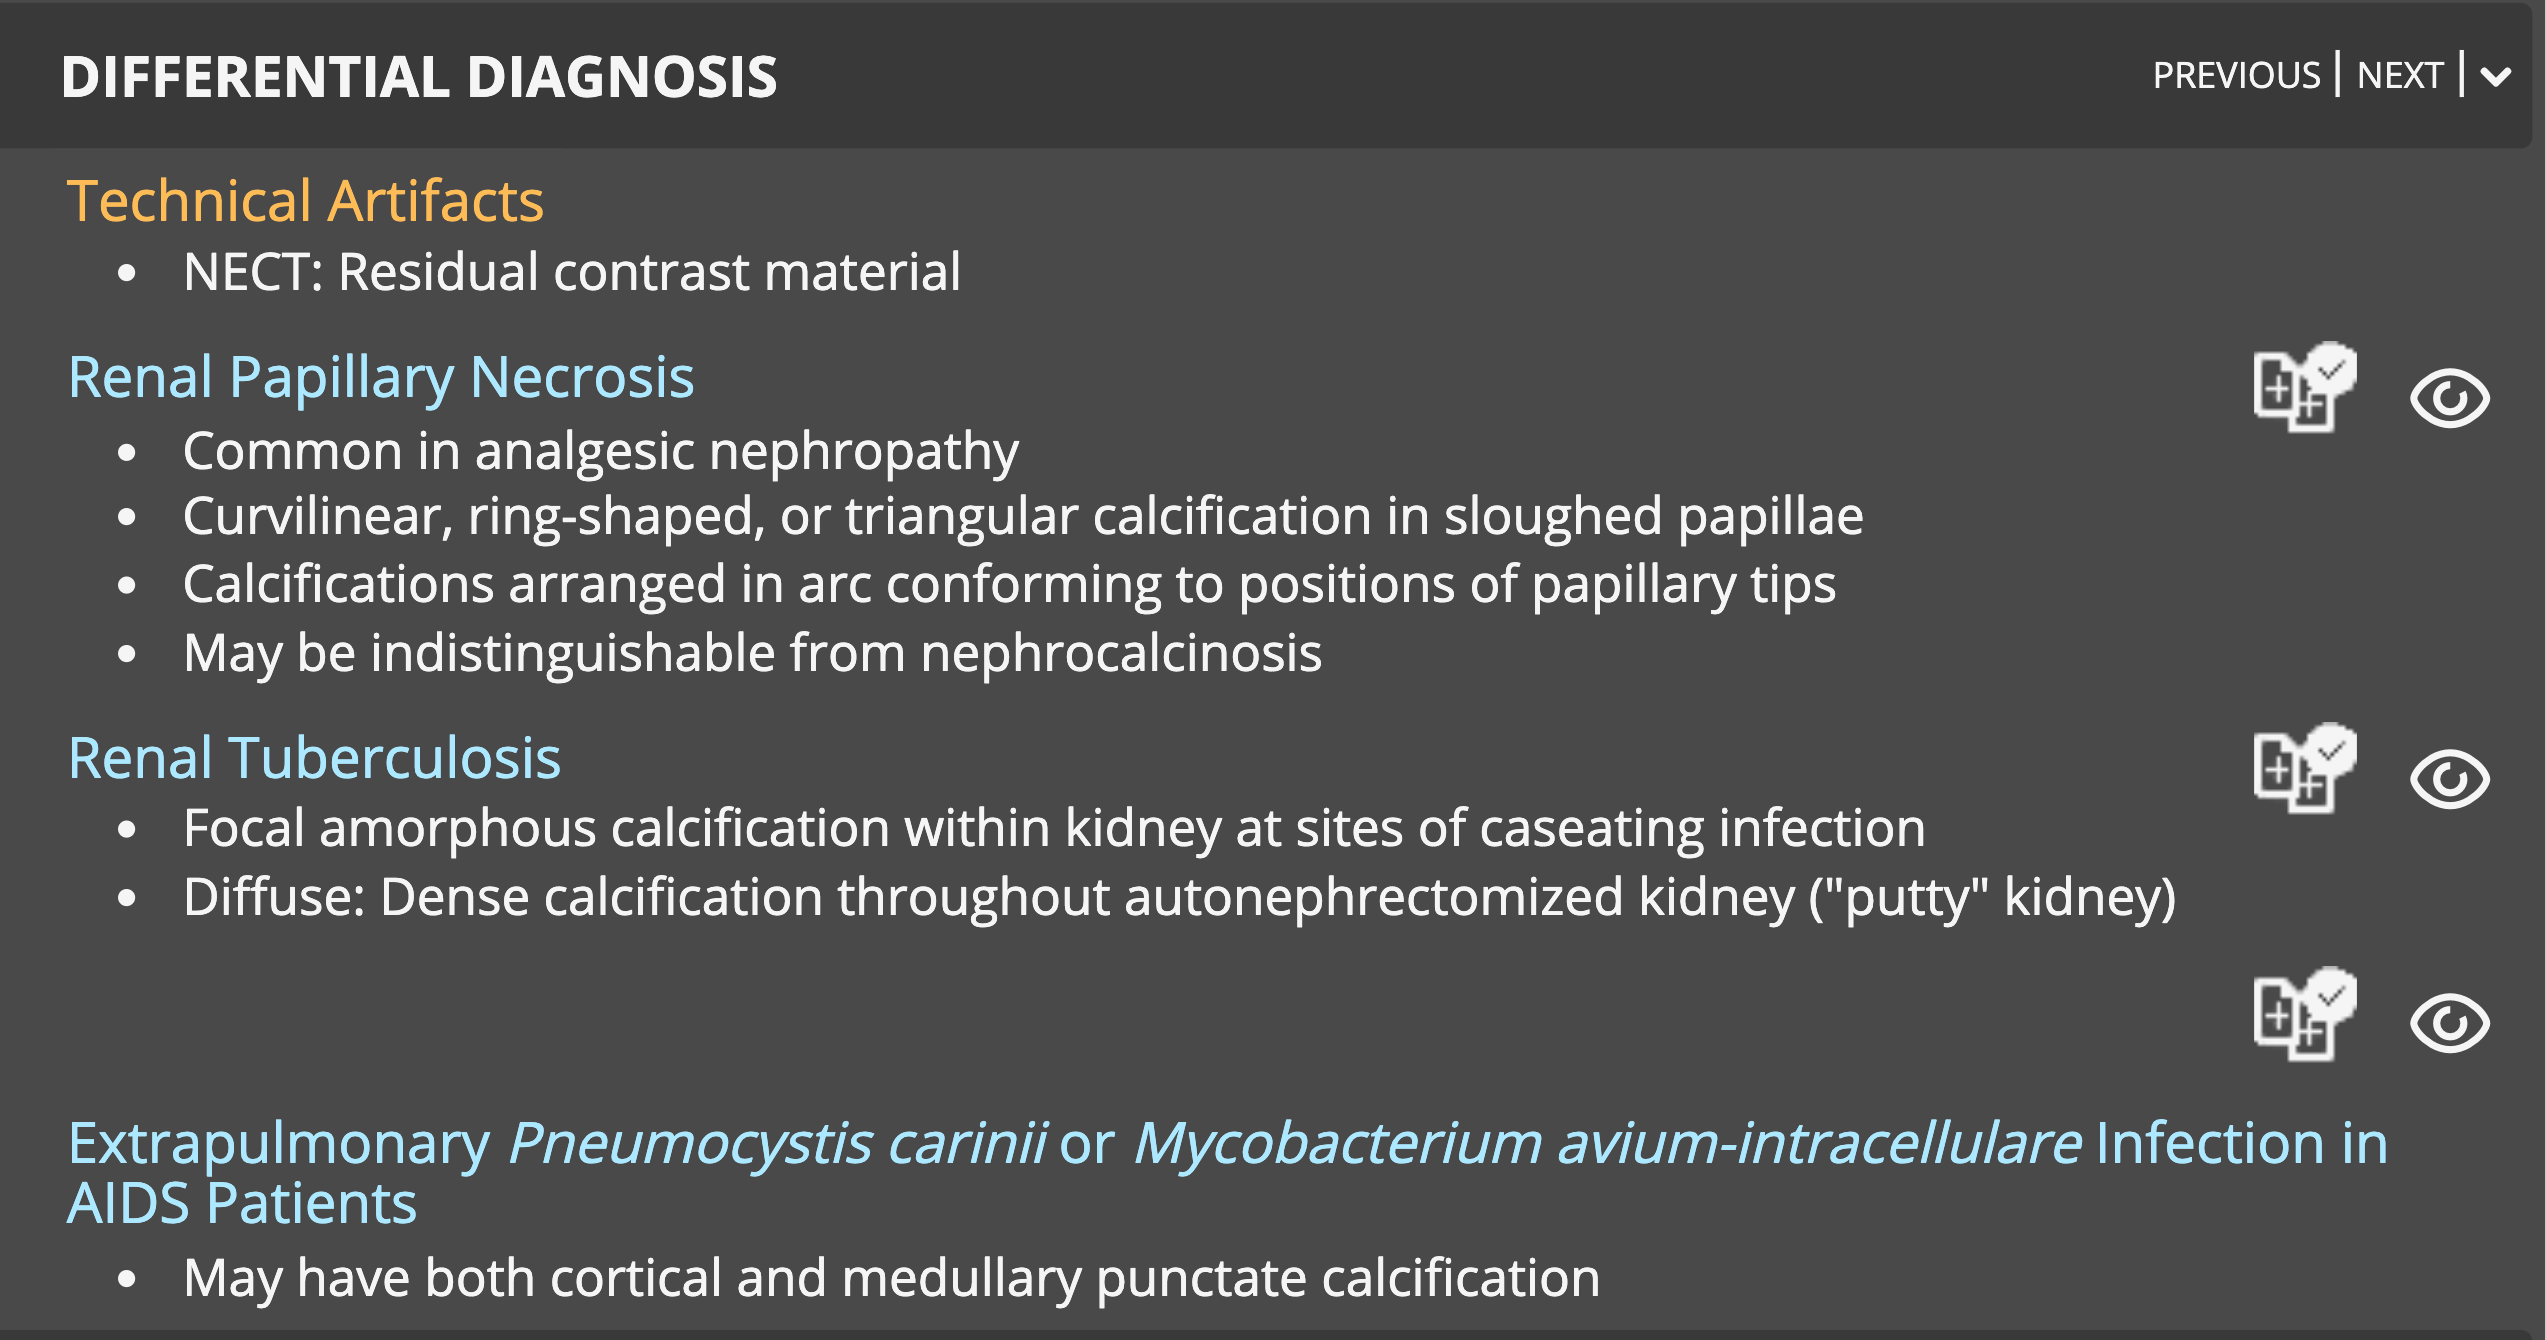 DIFFERENTIAL DIAGNOSIS
PREVIOUS | NEXT |
Technical Artifacts
• NECT: Residual contrast material
Renal Papillary Necrosis
• Common in analgesic nephropathy
• Curvilinear, ring-shaped, or triangular calcification in sloughed papillae
• Calcifications arranged in arc conforming to positions of papillary tips
• May be indistinguishable from nephrocalcinosis
Renal Tuberculosis
• Focal amorphous calcification within kidney at sites of caseating infection
• Diffuse: Dense calcification throughout autonephrectomized kidney ("putty" kidney)
Extrapulmonary Pneumocystis carinii or Mycobacterium avium-intracellulare Infection in
AIDS Patients
• May have both cortical and medullary punctate calcification